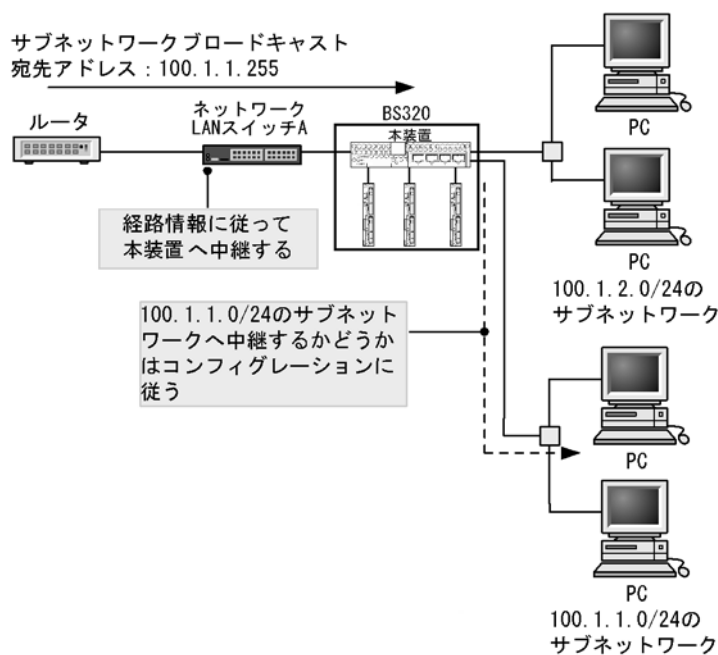 サブネットワークブロードキャスト
宛先アドレス：100.1.1.255
ルータ
ネットワーク
LANスイッチA
BS320
本装置
PC
経路情報に従って
本装置へ中継する
PC
100.1.2.0/24の
サブネットワーク
100.1.1.0/24のサブネット
ワークへ中継するかどうか
はコンフィグレーションに
従う
PC
PC
100.1.1.0/24の
サブネットワーク